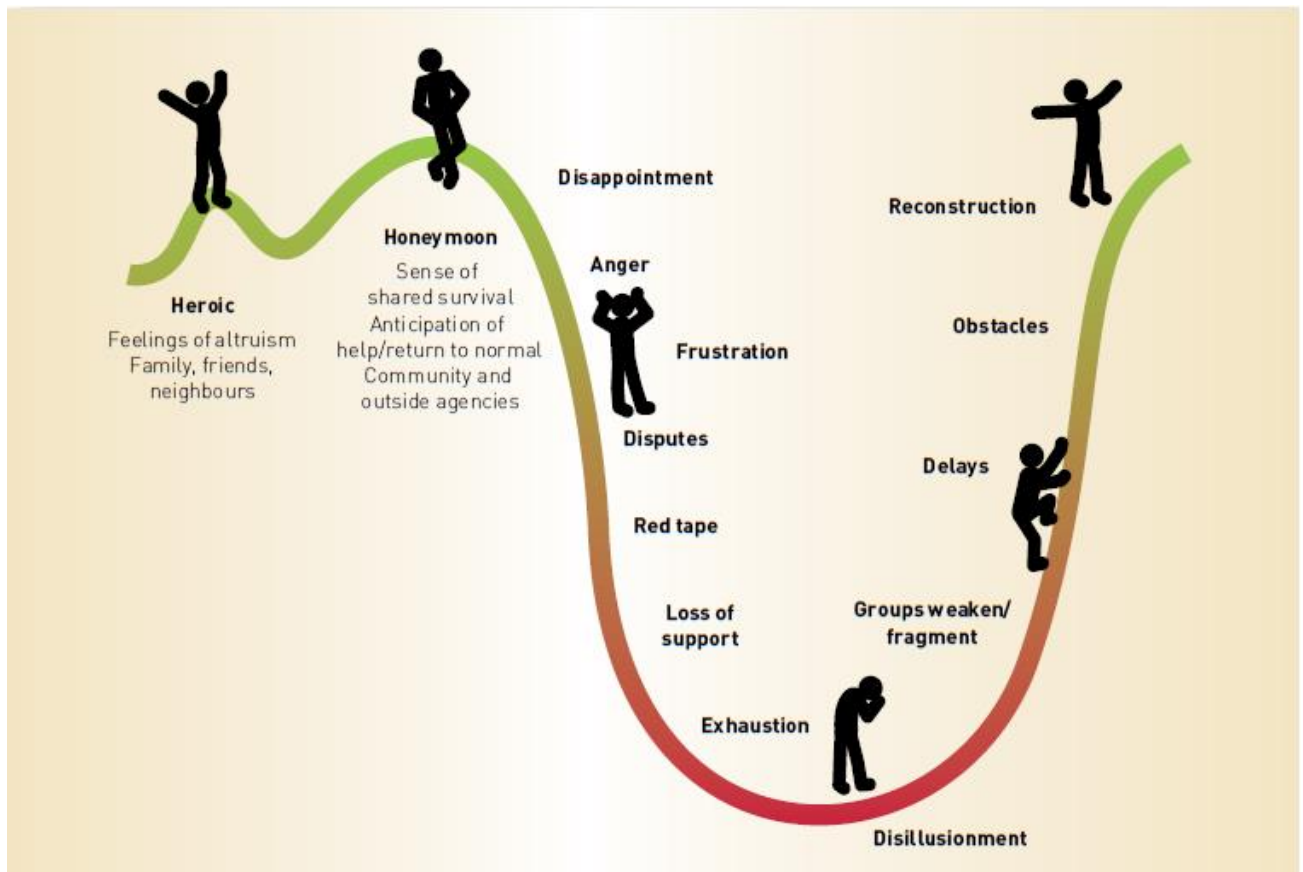 Heroic
Feelings of altruism
Family, friends,
neighbours
Honeymoon
Sense of
shared survival
Anticipation of
help/return to normal
Community and
outside agencies
Disappointment
Anger
Frustration
Disputes
Red tape
Loss of
support
Exhaustion
Disillusionment
Groups weaken/
fragment
Delays
Obstacles
Reconstruction